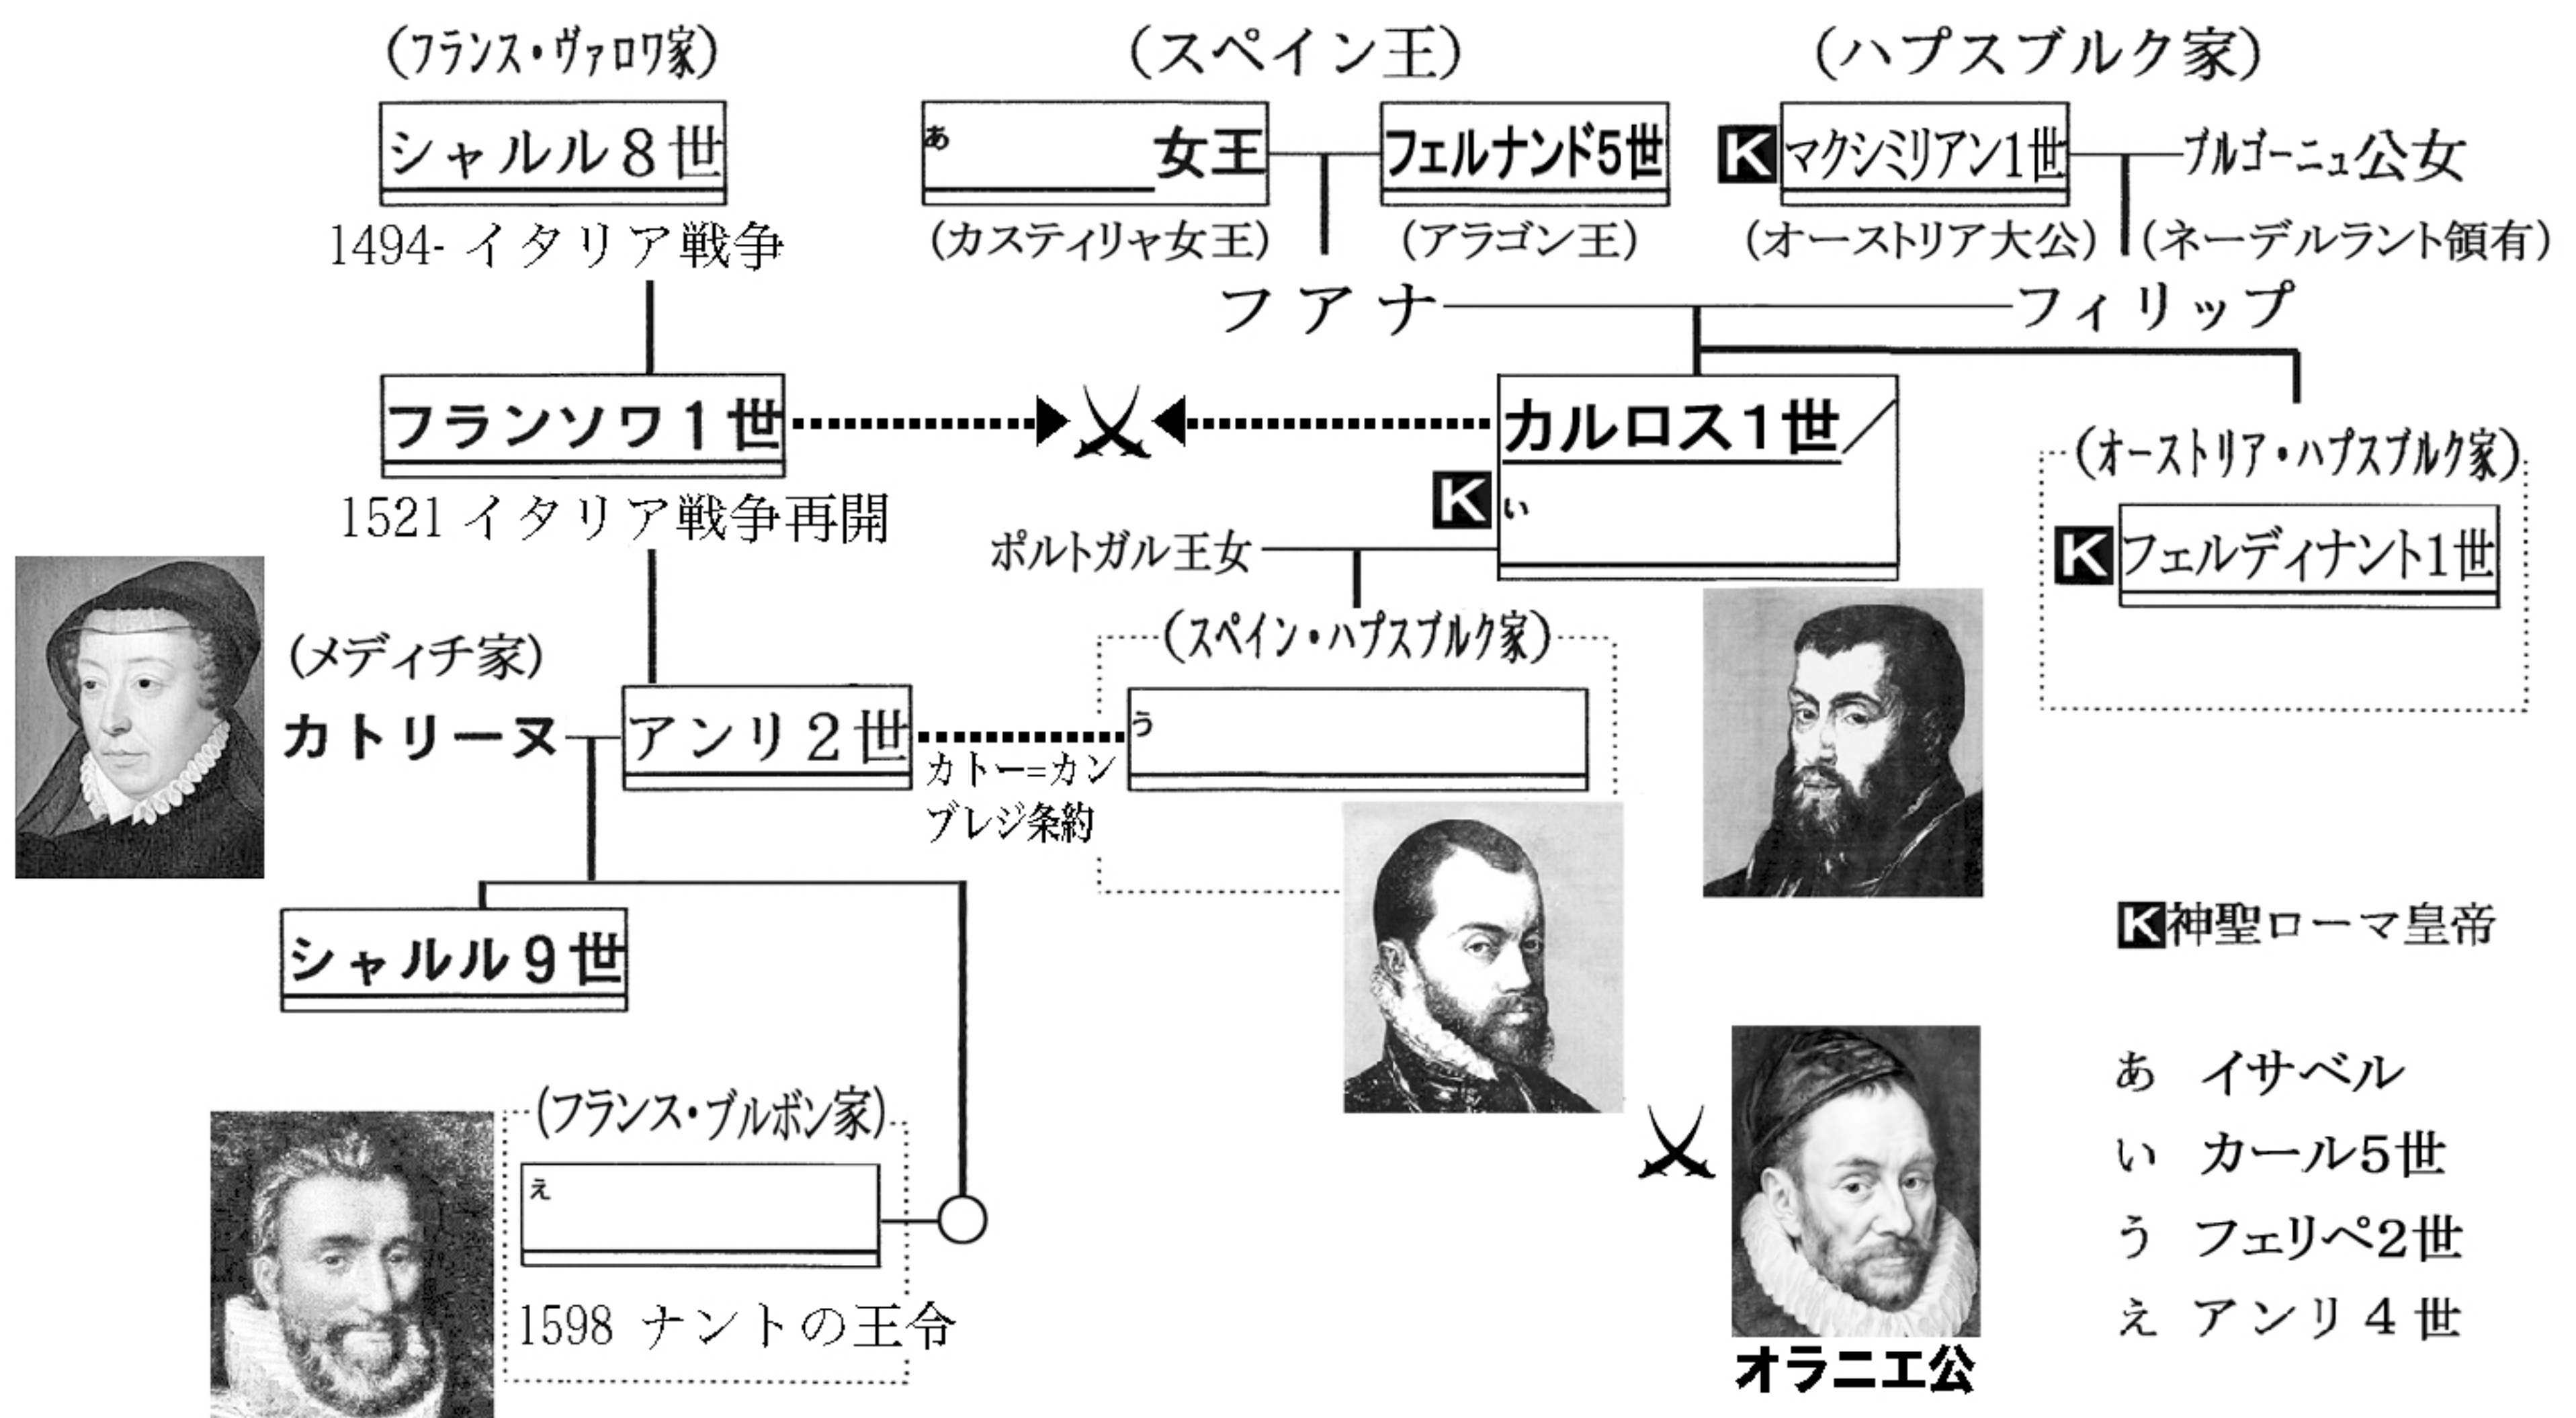 (フランス・ヴァロワ家)
(スペイン王)
(ハプスブルク家)
シャルル8世
あ 女王
フェルナンド5世
K マクシミリアン1世
ブルゴーニュ公女
1494-イタリア戦争
(カスティリャ女王)
(アラゴン王)
(オーストリア大公)
(ネーデルラント領有)
フアナ
フィリップ
フランソワ1世
カルロス1世/
K い
1521イタリア戦争再開
(オーストリア・ハプスブルク家)
K フェルディナント1世
ポルトガル王女
(メディチ家)
(スペイン・ハプスブルク家)
カトリーヌ
アンリ2世
う
カトー=カン
ブレジ条約
シャルル9世
K神聖ローマ皇帝
(フランス・ブルボン家)
え
1598 ナントの王令
オラニエ公
あ イサベル
い カール5世
う フェリペ2世
え アンリ4世